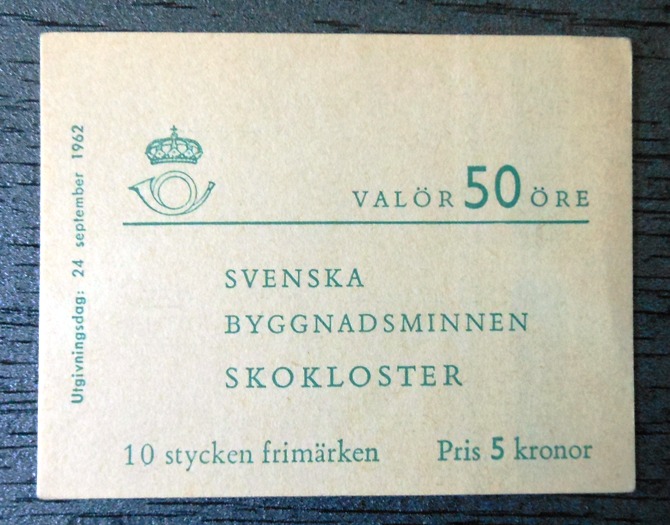 Utgivningsdag: 24 september 1962
VALÖR 50 ÖRE
SVENSKA
BYGGNADSMINNEN
SKOKLOSTER
10 stycken frimärken Pris 5 kronor